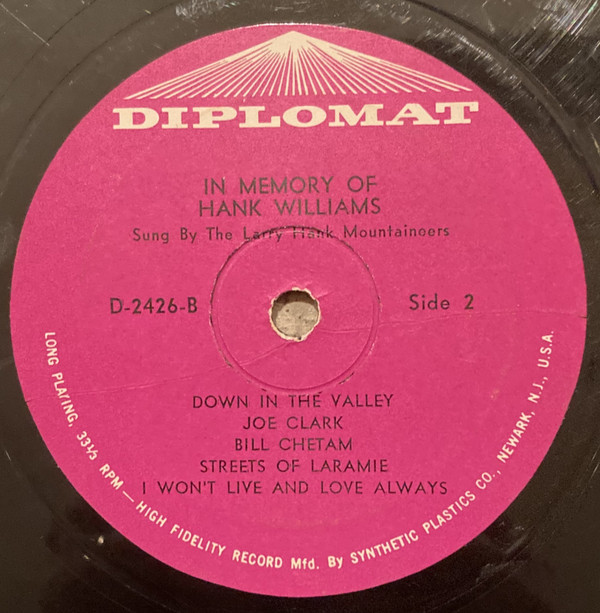 DIPLOMAT
IN MEMORY OF
HANK WILLIAMS
Sung By The Larry Hank Mountaineers
D-2426-B
Side 2
DOWN IN THE VALLEY
JOE CLARK
BILL CHETAM
STREETS OF LARAMIE
I WON'T LIVE AND LOVE ALWAYS
LONG PLAYING, 33⅓ RPM — HIGH FIDELITY RECORD Mfd. By SYNTHETIC PLASTICS CO., NEWARK, N.J., U.S.A.